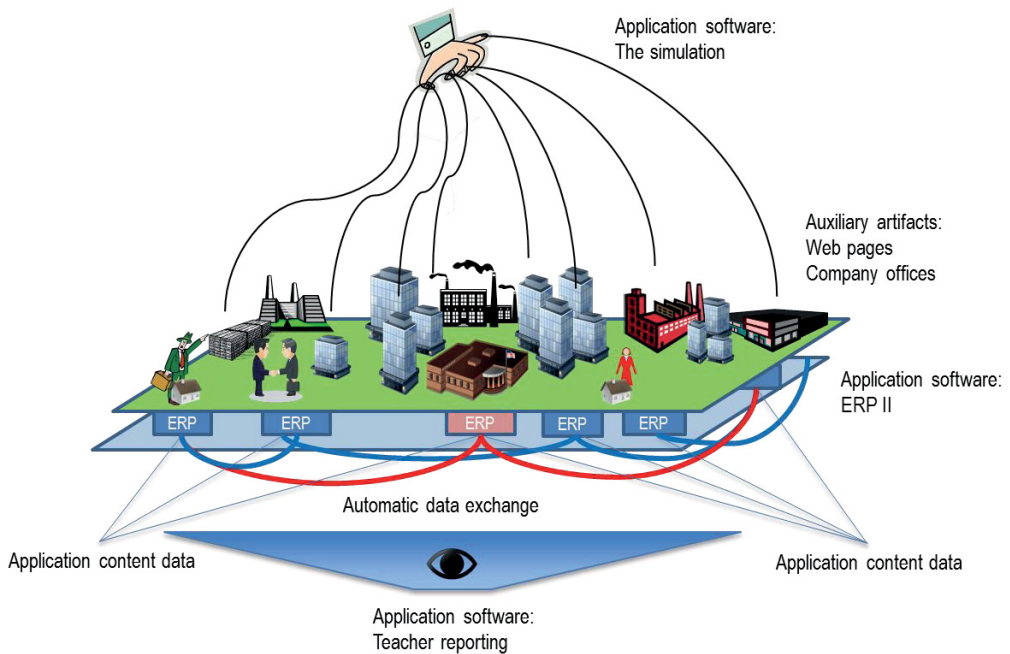 Application software:
The simulation
Auxiliary artifacts:
Web pages
Company offices
Application software:
ERP II
ERP
ERP
ERP
ERP
ERP
Automatic data exchange
Application content data
Application content data
Application software:
Teacher reporting